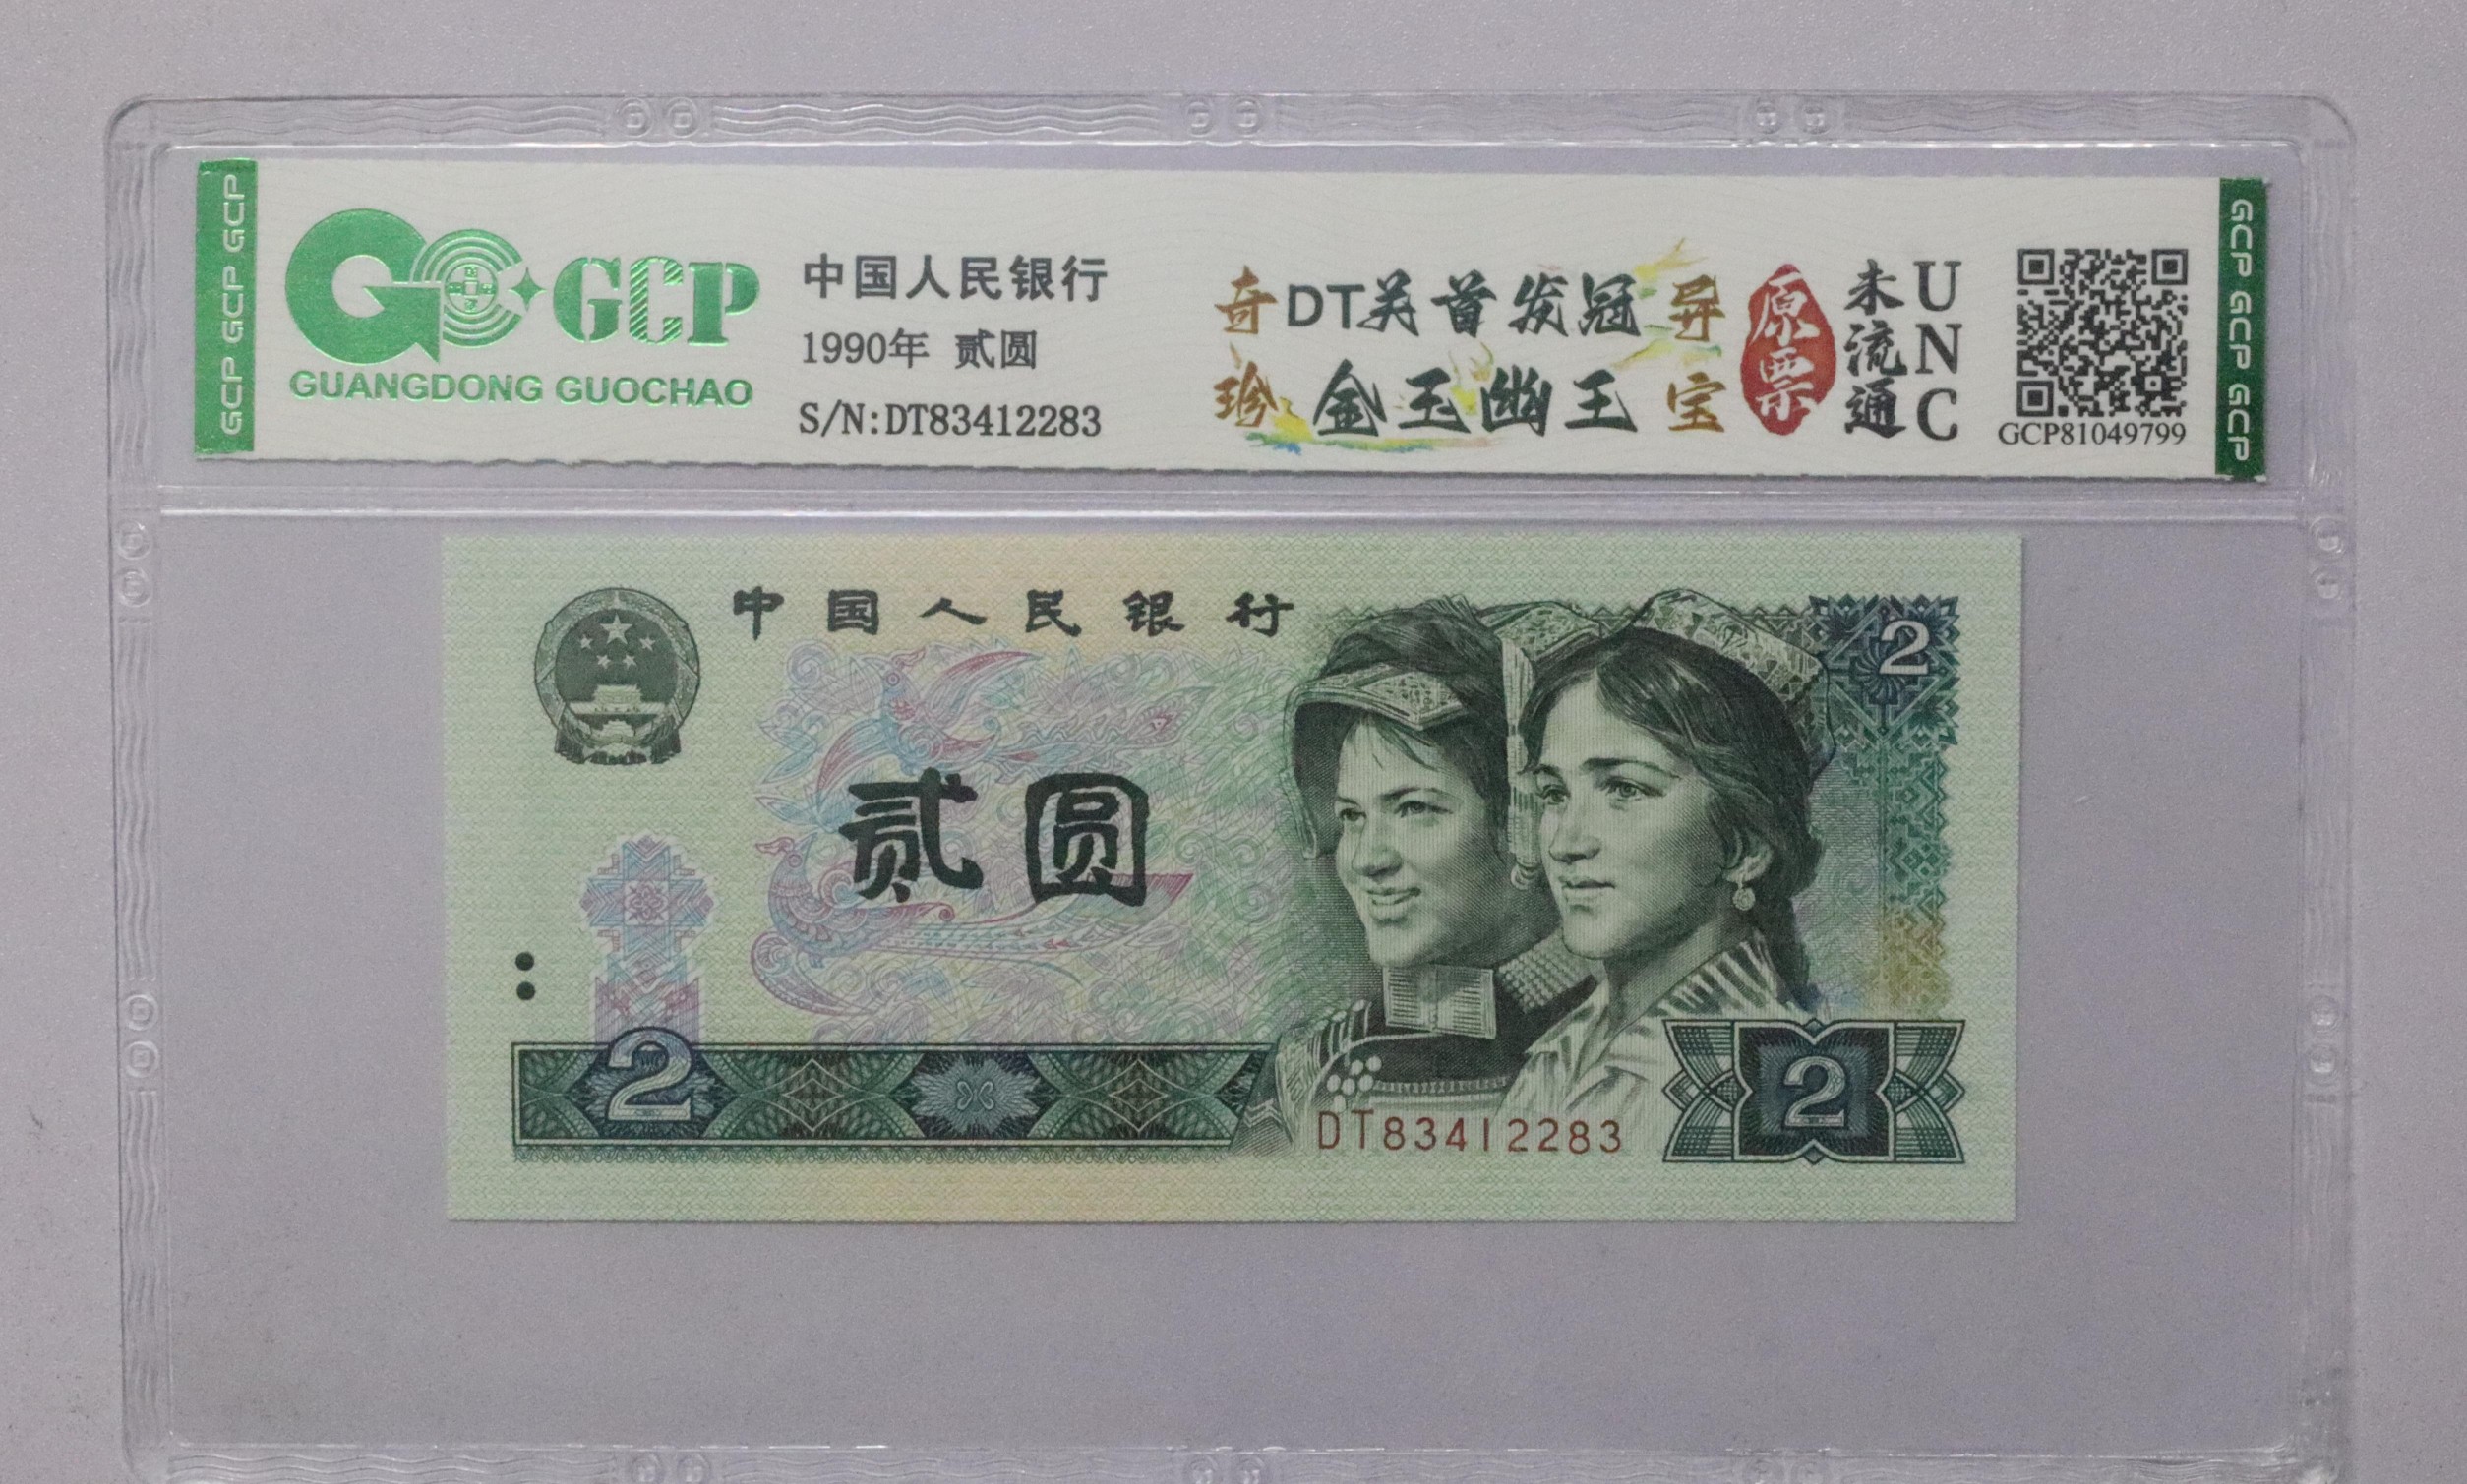 GCP GCP GCP
GCP
GUANGDONG GUOCHAO
中国人民银行
1990年 贰圆
S/N:DT83412283
奇DT关首发冠异
珍金玉幽王宝
原票
未流通
UNC
GCP81049799
GCP GCP GCP
中国人民银行
2
贰圆
2
DT83412283
2